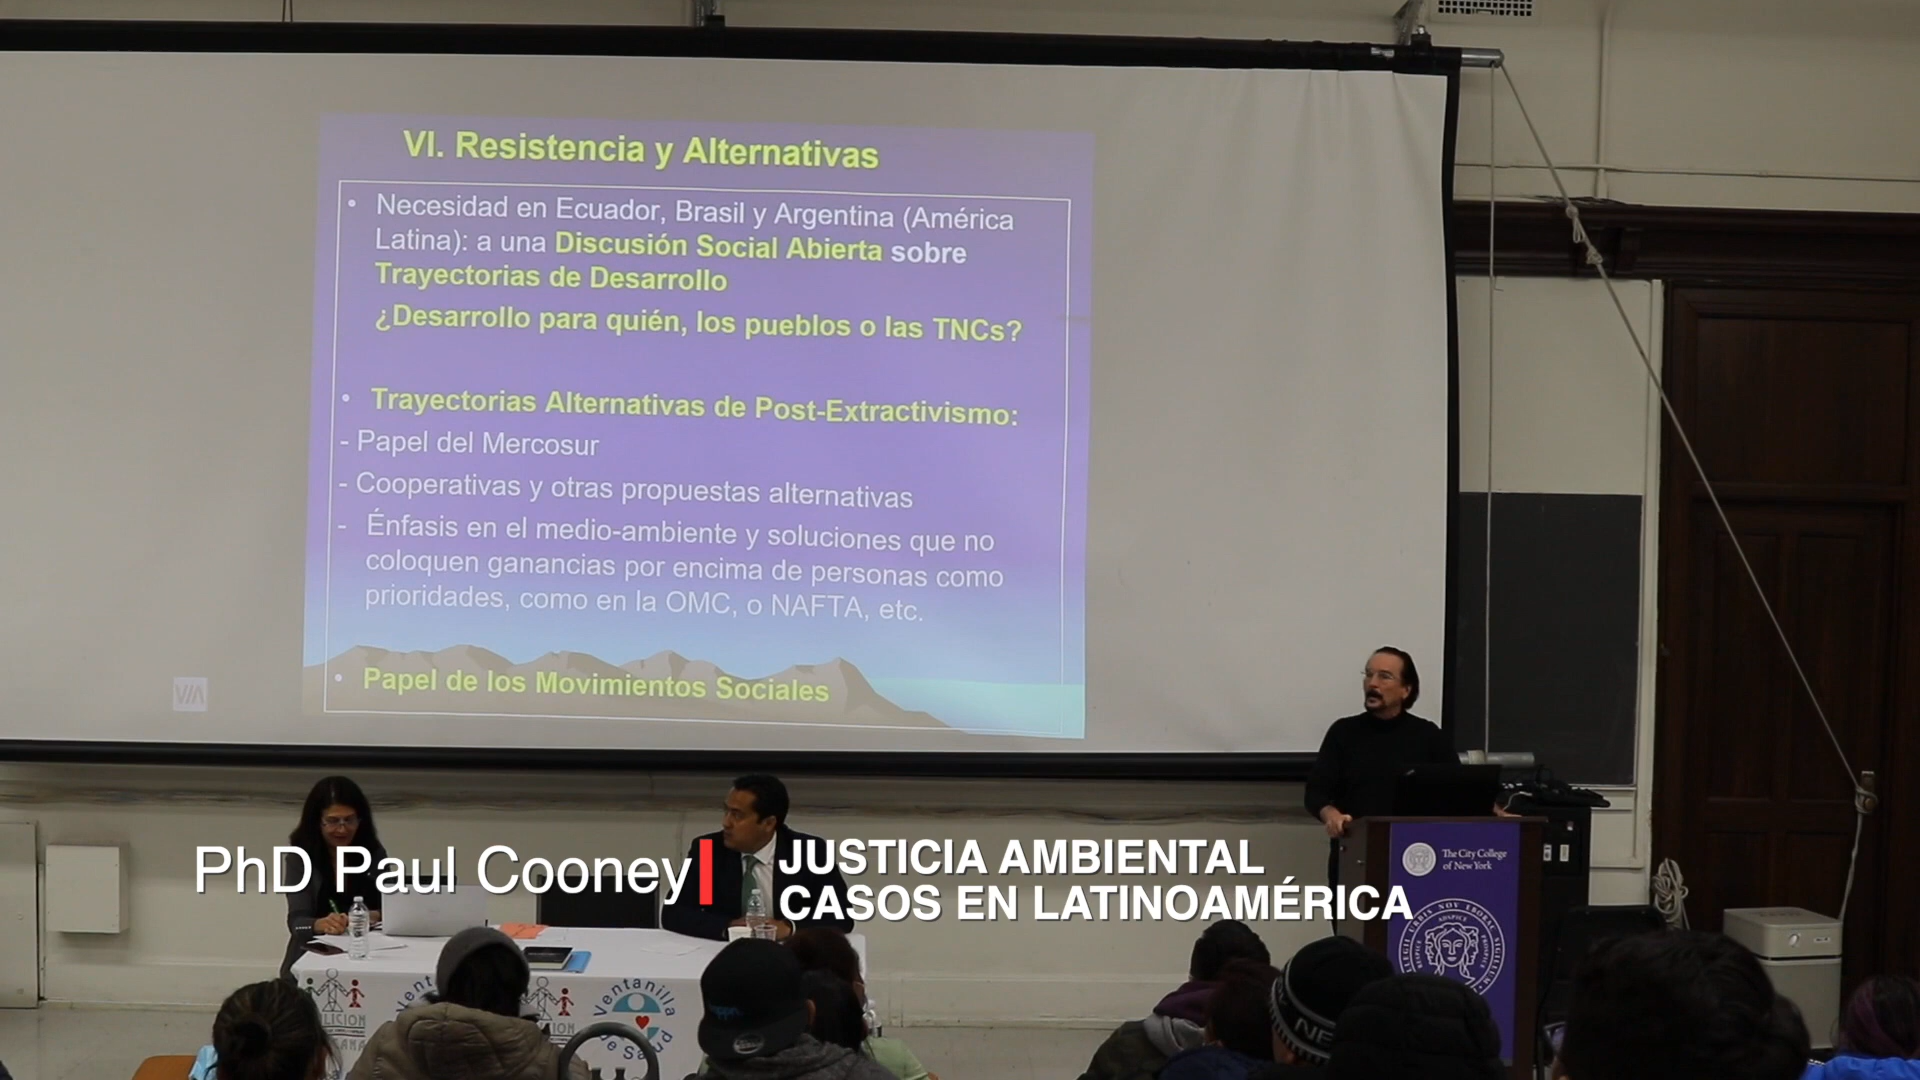 VI. Resistencia y Alternativas
• Necesidad en Ecuador, Brasil y Argentina (América
Latina): a una Discusión Social Abierta sobre
Trayectorias de Desarrollo
¿Desarrollo para quién, los pueblos o las TNCs?
• Trayectorias Alternativas de Post-Extractivismo:
- Papel del Mercosur
- Cooperativas y otras propuestas alternativas
- Énfasis en el medio-ambiente y soluciones que no
coloquen ganancias por encima de personas como
prioridades, como en la OMC, o NAFTA, etc.
• Papel de los Movimientos Sociales
VIA
PhD Paul Cooney
JUSTICIA AMBIENTAL
CASOS EN LATINOAMÉRICA
The City College
of New York
Ventanilla
de Salud